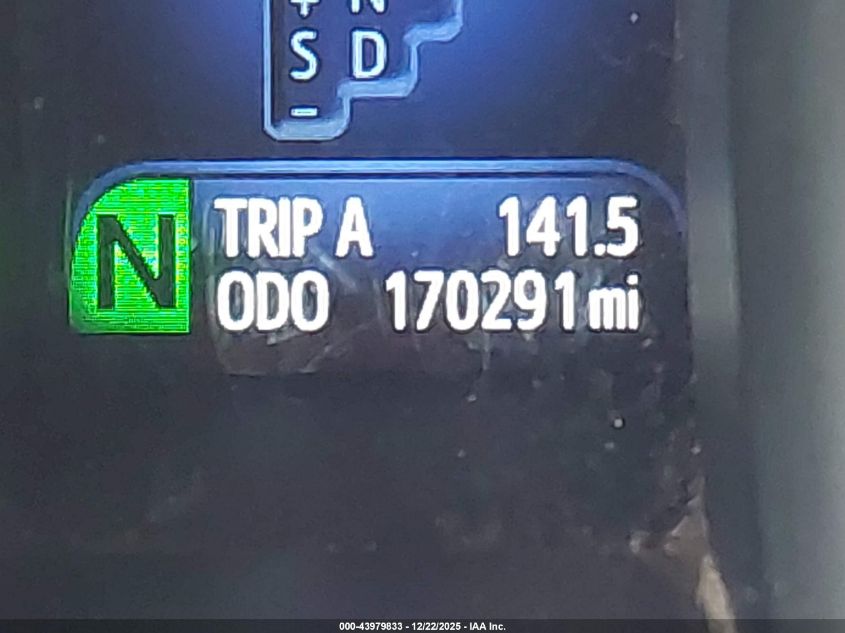 + N
S D
-
N
TRIP A 141.5
ODO 170291 mi
000-43979833 - 12/22/2025 - IAA Inc.